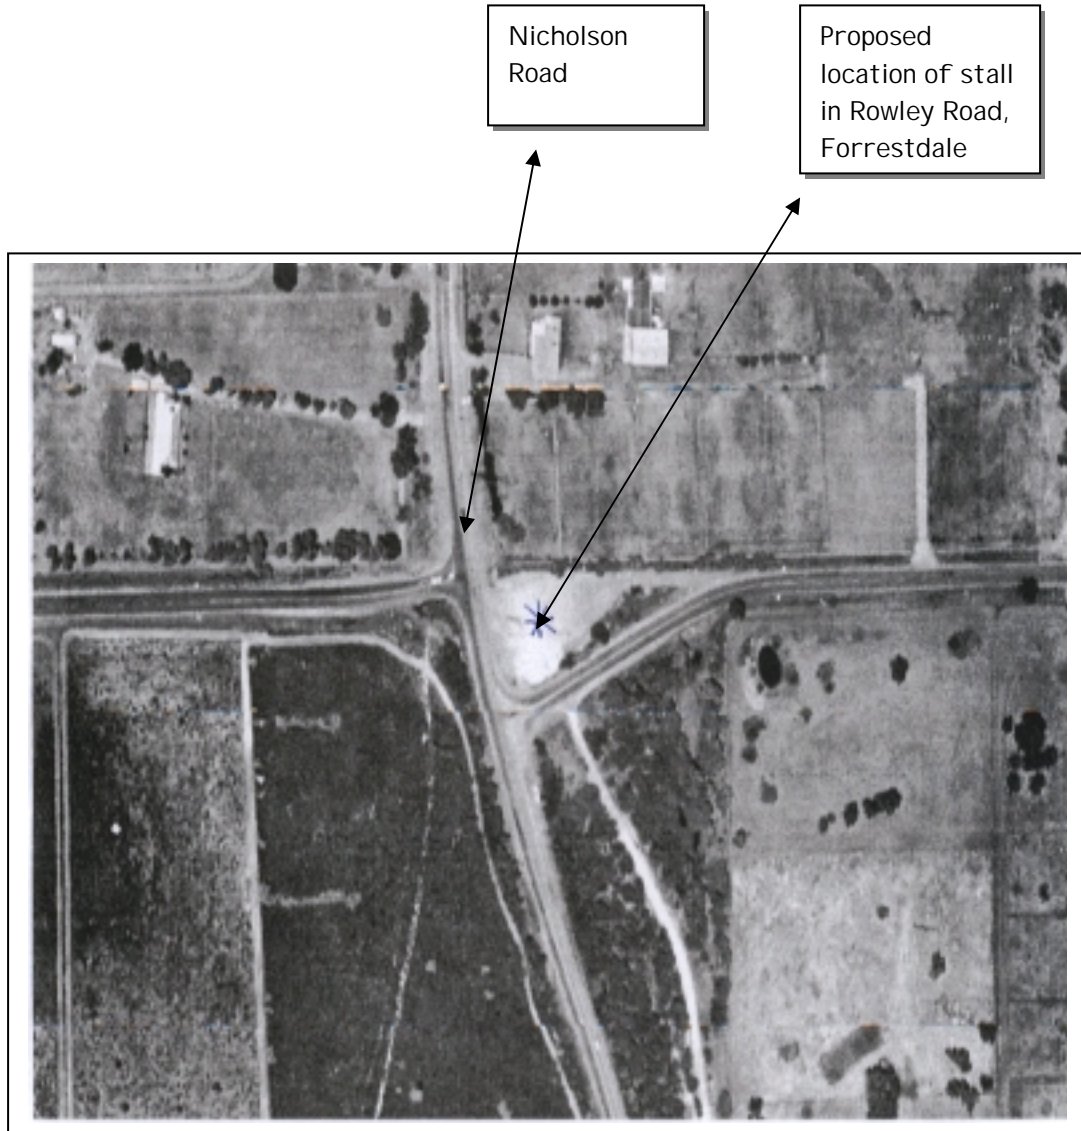 Nicholson
Road
Proposed
location of stall
in Rowley Road,
Forrestdale